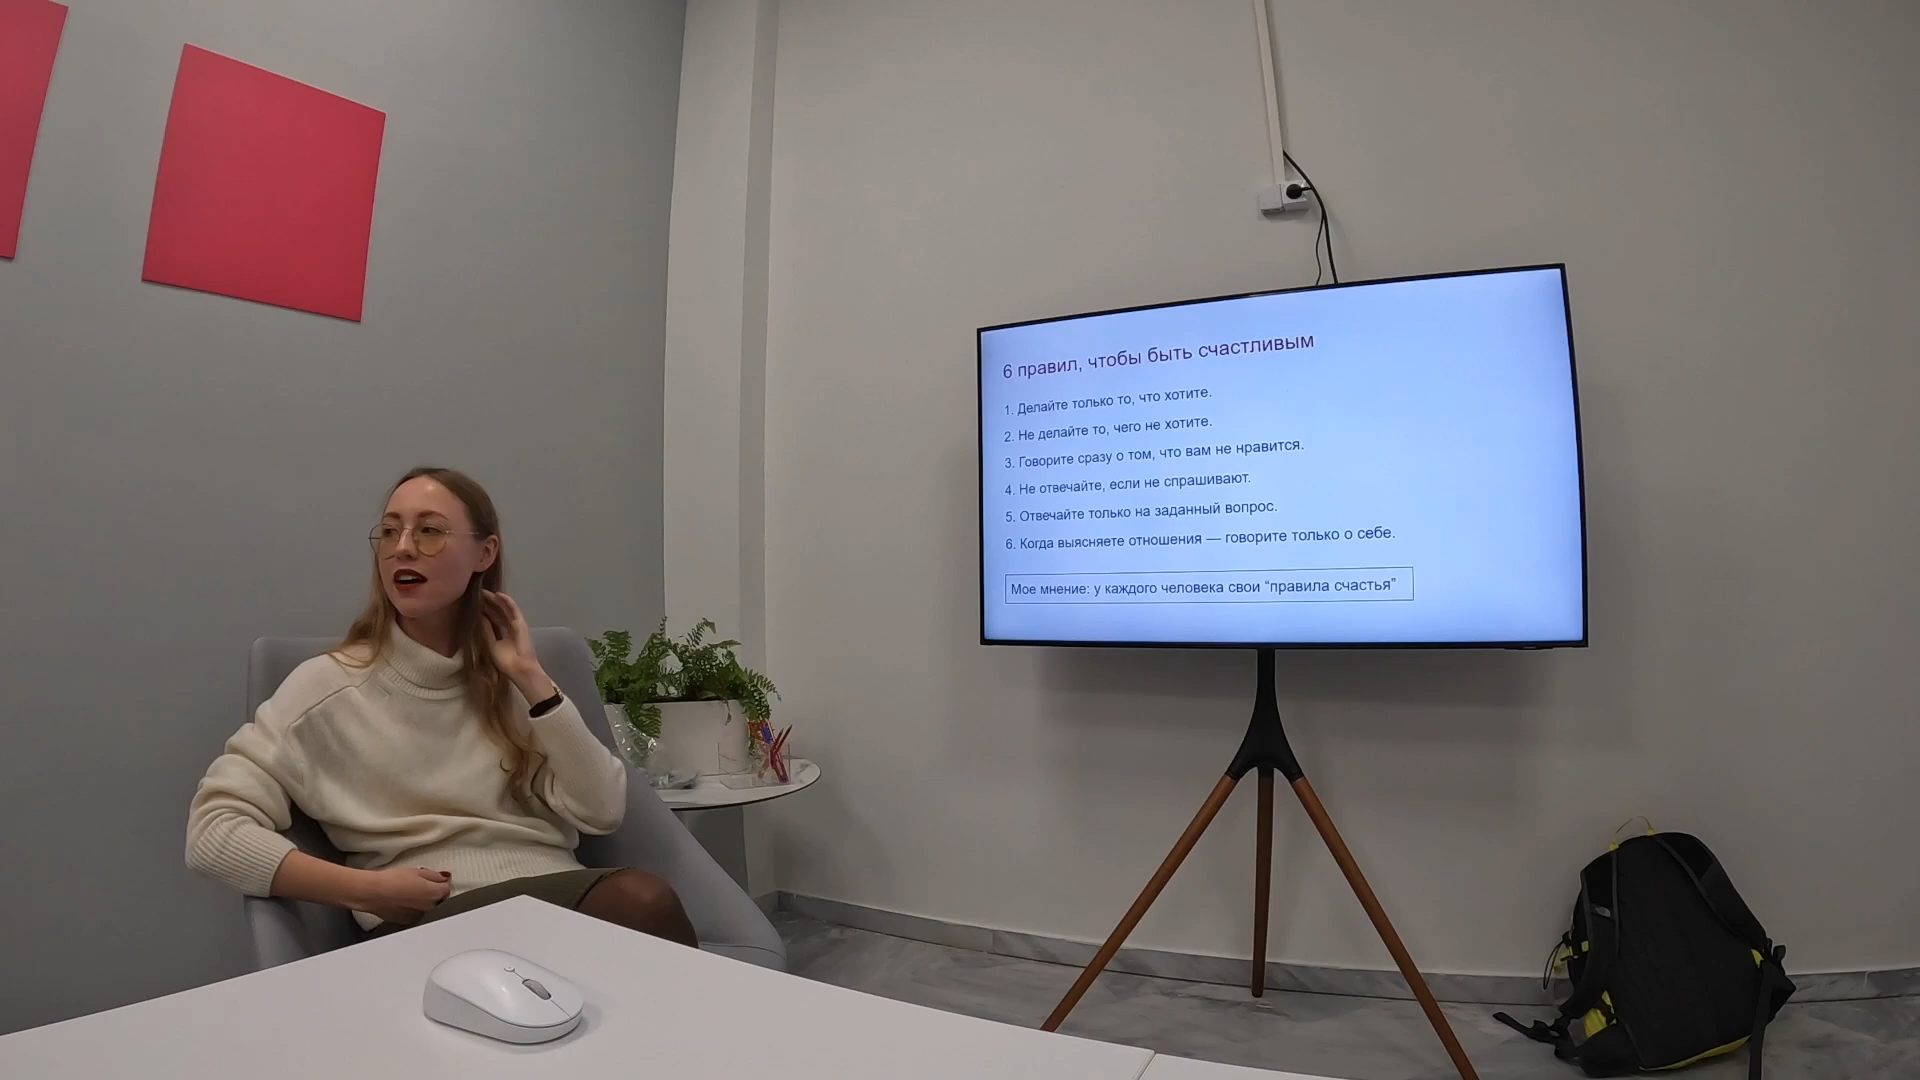 6 правил, чтобы быть счастливым
1. Делайте только то, что хотите.
2. Не делайте то, чего не хотите.
3. Говорите сразу о том, что вам не нравится.
4. Не отвечайте, если не спрашивают.
5. Отвечайте только на заданный вопрос.
6. Когда выясняете отношения — говорите только о себе.
Мое мнение: у каждого человека свои “правила счастья”